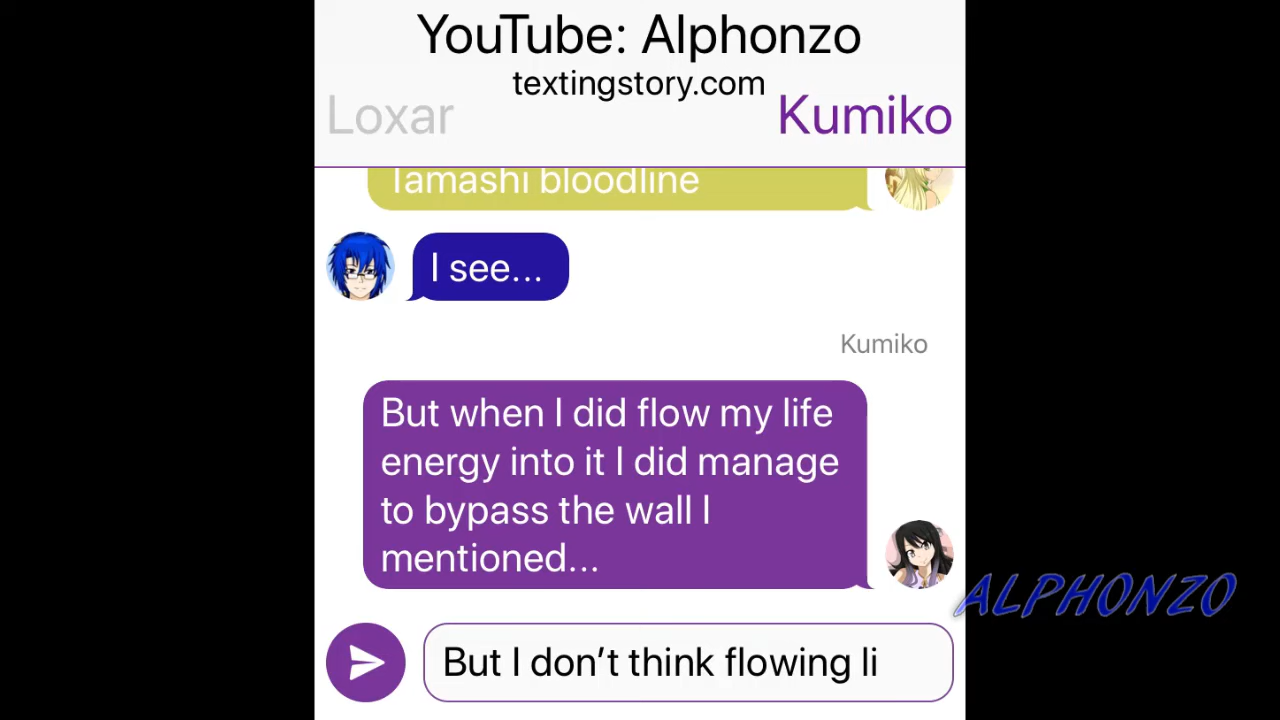 YouTube: Alphonzo
textingstory.com
Loxar
Kumiko
Tamashi bloodline
I see...
Kumiko
But when I did flow my life
energy into it I did manage
to bypass the wall I
mentioned...
ALPHONZO
But I don’t think flowing li